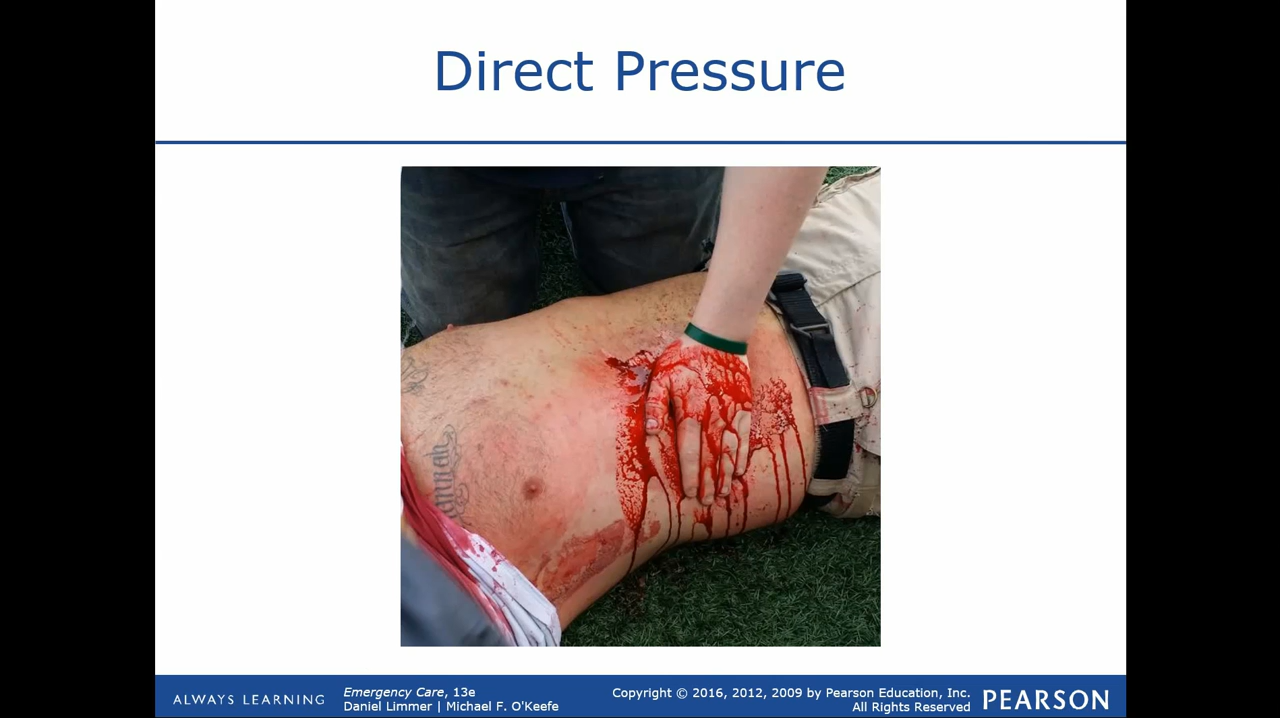 Direct Pressure
ALWAYS LEARNING
Emergency Care, 13e
Daniel Limmer | Michael F. O'Keefe
Copyright © 2016, 2012, 2009 by Pearson Education, Inc.
All Rights Reserved
PEARSON